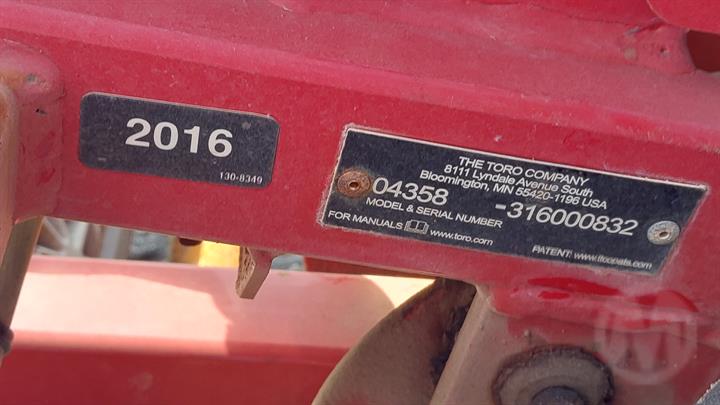 2016
130-8349
THE TORO COMPANY
8111 Lyndale Avenue South
Bloomington, MN 55420-1196 USA
04358 -316000832
MODEL & SERIAL NUMBER
FOR MANUALS www.toro.com
PATENT: www.ttcopats.com
M